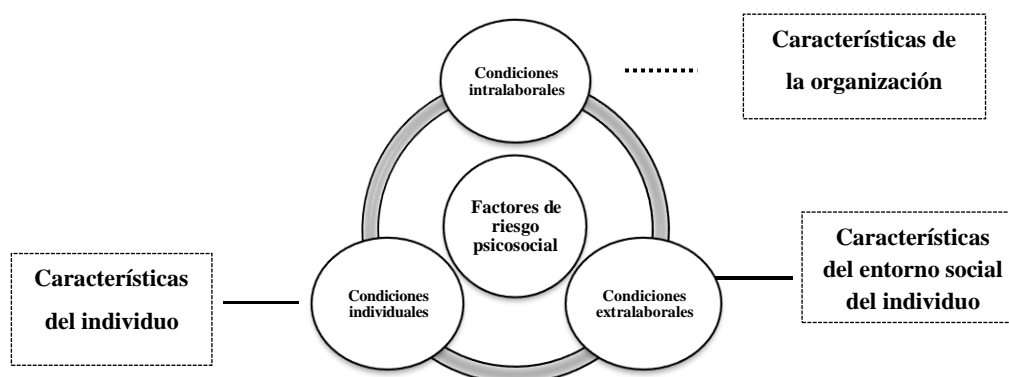 Características de
la organización
Condiciones
intralaborales
Factores de
riesgo
psicosocial
Características
del entorno social
del individuo
Características
del individuo
Condiciones
individuales
Condiciones
extralaborales